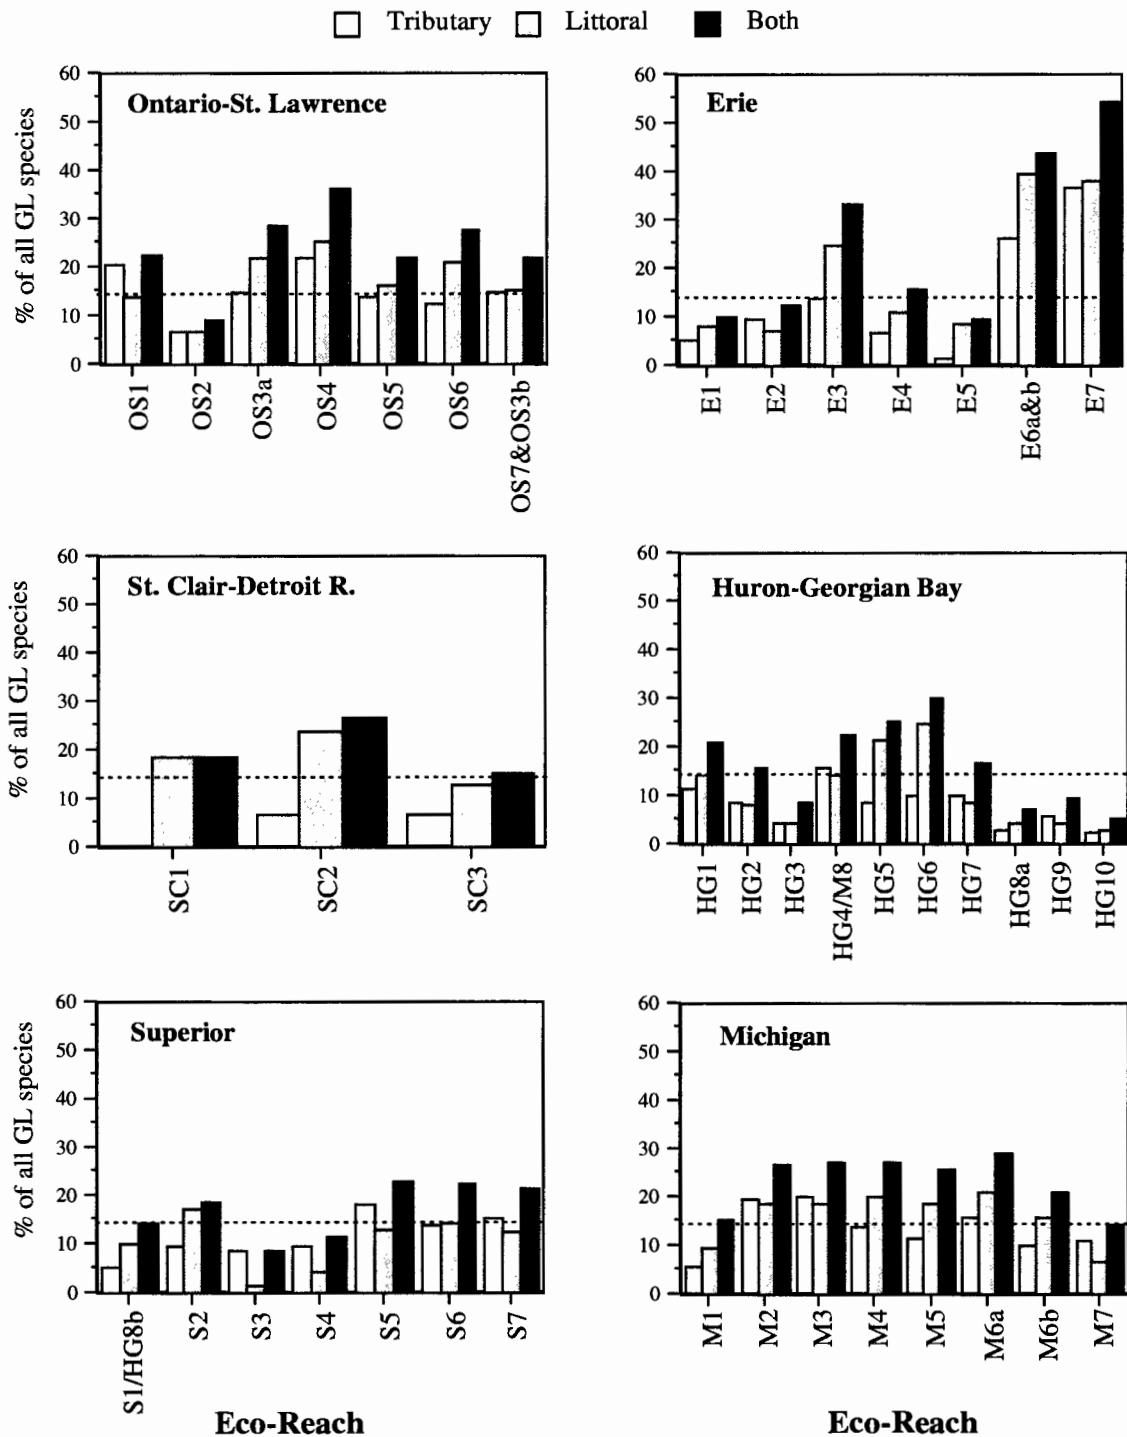 Tributary Littoral Both
Ontario-St. Lawrence
% of all GL species
60
50
40
30
20
10
0
OS1
OS2
OS3a
OS4
OS5
OS6
OS7&OS3b
Erie
60
50
40
30
20
10
0
E1
E2
E3
E4
E5
E6a&b
E7
St. Clair-Detroit R.
% of all GL species
60
50
40
30
20
10
0
SC1
SC2
SC3
Huron-Georgian Bay
60
50
40
30
20
10
0
HG1
HG2
HG3
HG4/M8
HG5
HG6
HG7
HG8a
HG9
HG10
Superior
% of all GL species
60
50
40
30
20
10
0
S1/HG8b
S2
S3
S4
S5
S6
S7
Eco-Reach
Michigan
60
50
40
30
20
10
0
M1
M2
M3
M4
M5
M6a
M6b
M7
Eco-Reach